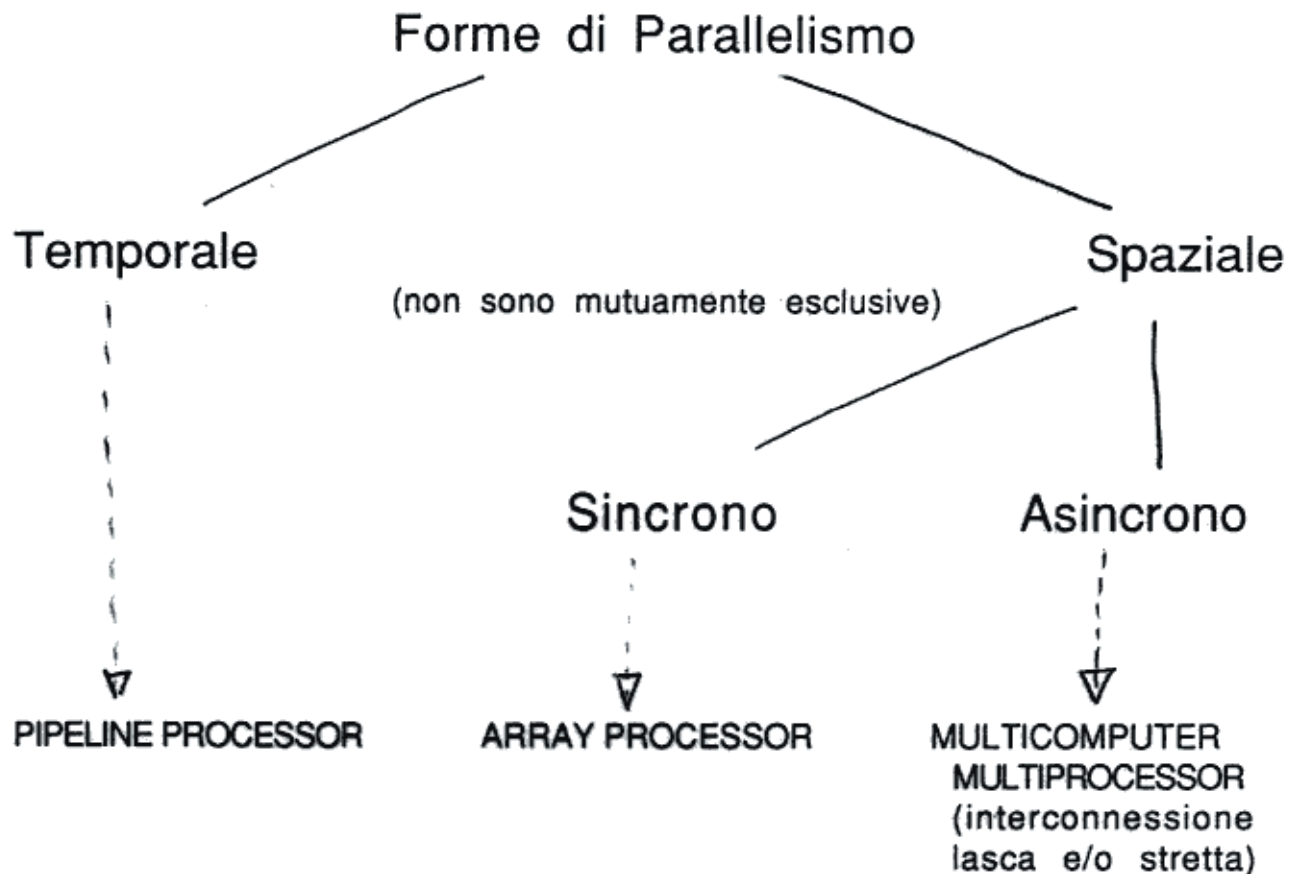 Forme di Parallelismo
Temporale
Spaziale
(non sono mutuamente esclusive)
Sincrono
Asincrono
PIPELINE PROCESSOR
ARRAY PROCESSOR
MULTICOMPUTER
MULTIPROCESSOR
(interconnessione
lasca e/o stretta)